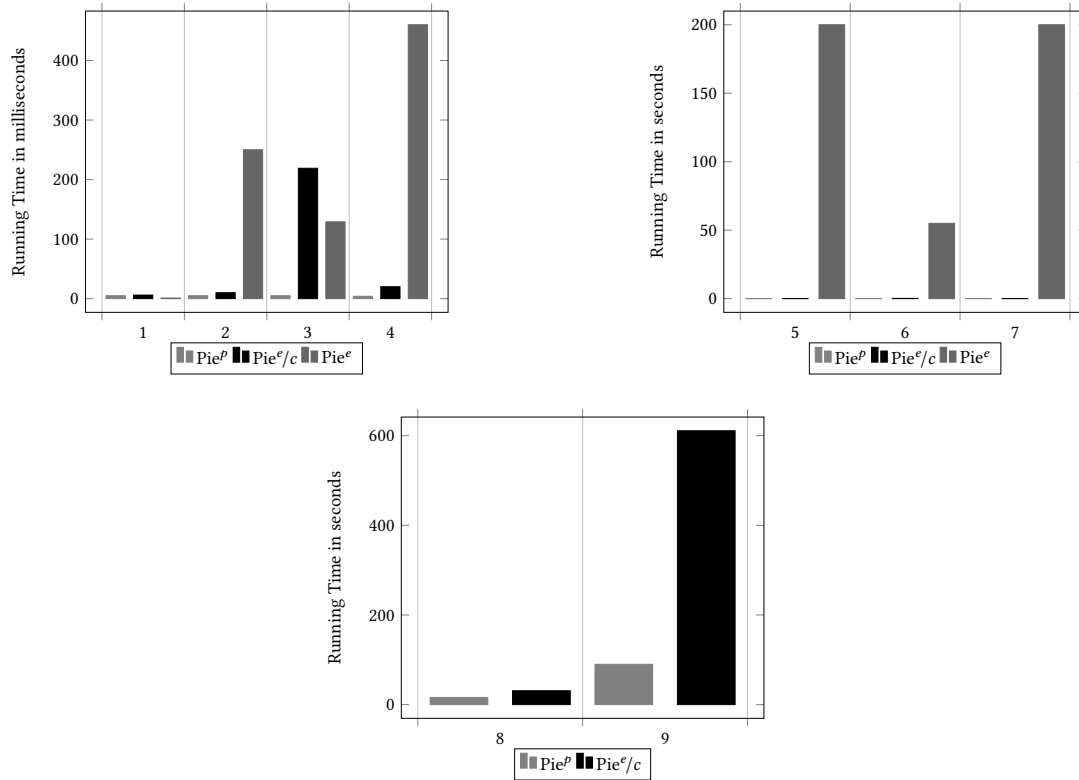 Running Time in milliseconds
400
300
200
100
0
1 2 3 4
Pie^p Pie^e/c Pie^e
Running Time in seconds
200
150
100
50
0
5 6 7
Pie^p Pie^e/c Pie^e
Running Time in seconds
600
400
200
0
8 9
Pie^p Pie^e/c